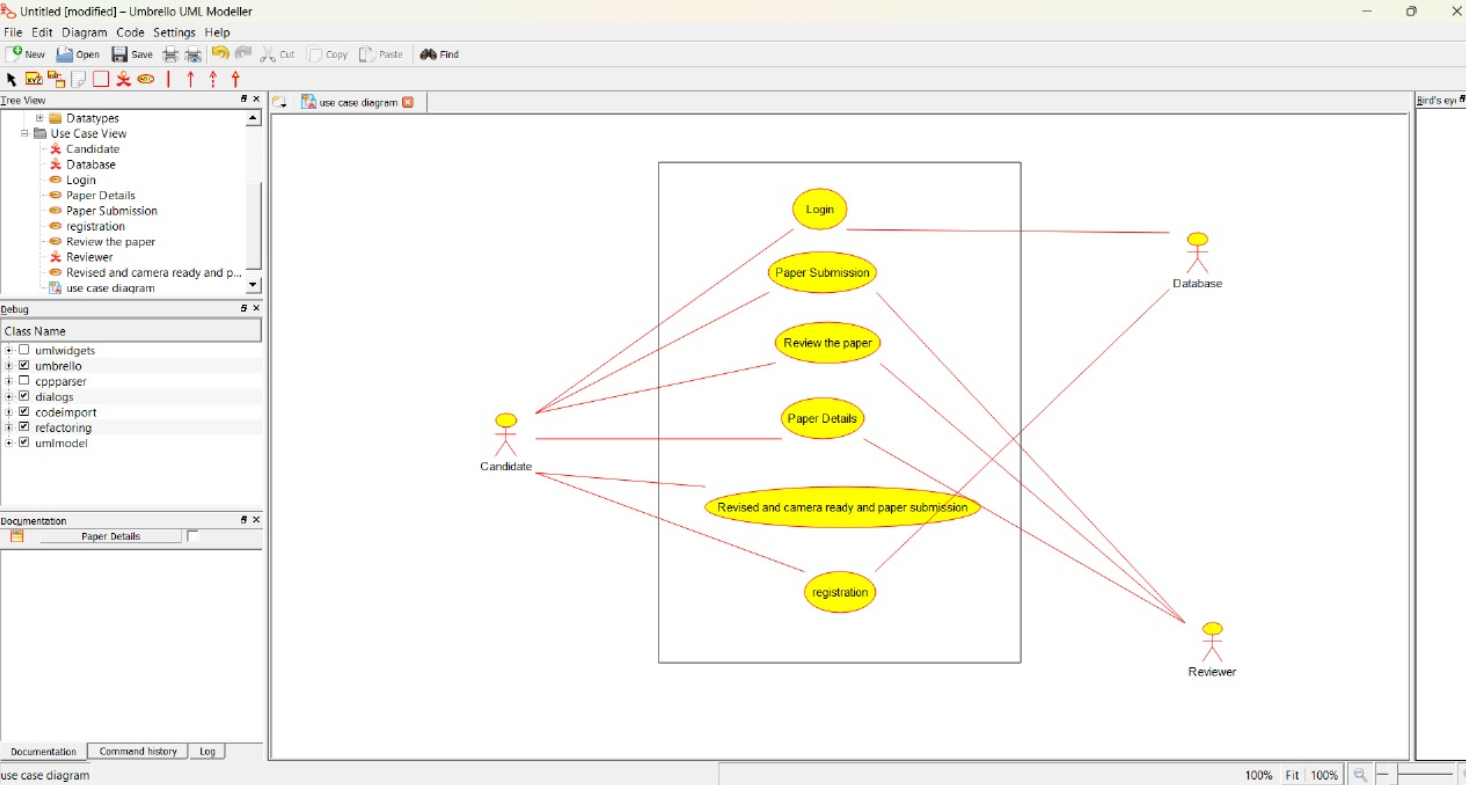 Untitled [modified] – Umbrello UML Modeller
File Edit Diagram Code Settings Help
New Open Save Cut Copy Paste Find
Tree View
use case diagram
Bird's ey
Datatypes
Use Case View
Candidate
Database
Login
Paper Details
Paper Submission
registration
Review the paper
Reviewer
Revised and camera ready and p...
use case diagram
Debug
Class Name
umlwidgets
umbrello
cppparser
dialogs
codeimport
refactoring
umlmodel
Documentation
Paper Details
Documentation Command history Log
Login
Paper Submission
Review the paper
Paper Details
Revised and camera ready and paper submission
registration
Candidate
Database
Reviewer
use case diagram
100% Fit 100%